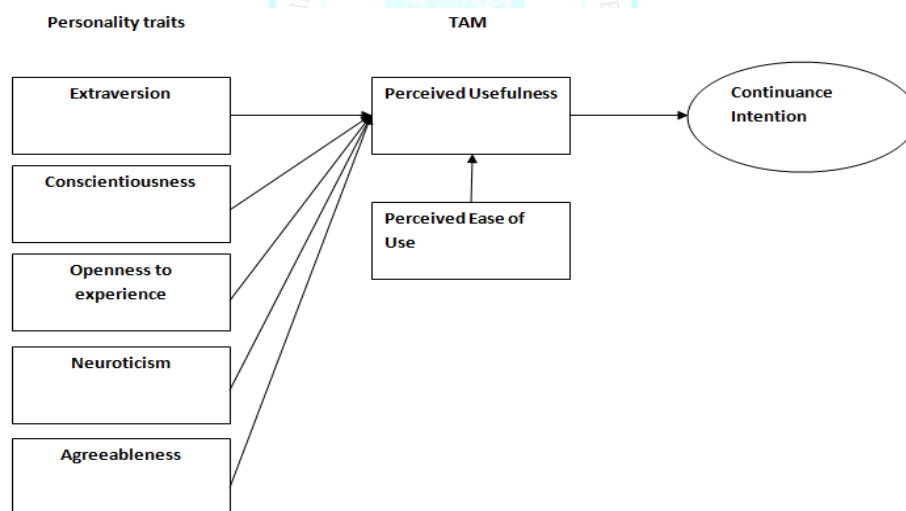 Personality traits
TAM
Extraversion
Conscientiousness
Openness to
experience
Neuroticism
Agreeableness
Perceived Usefulness
Perceived Ease of
Use
Continuance
Intention